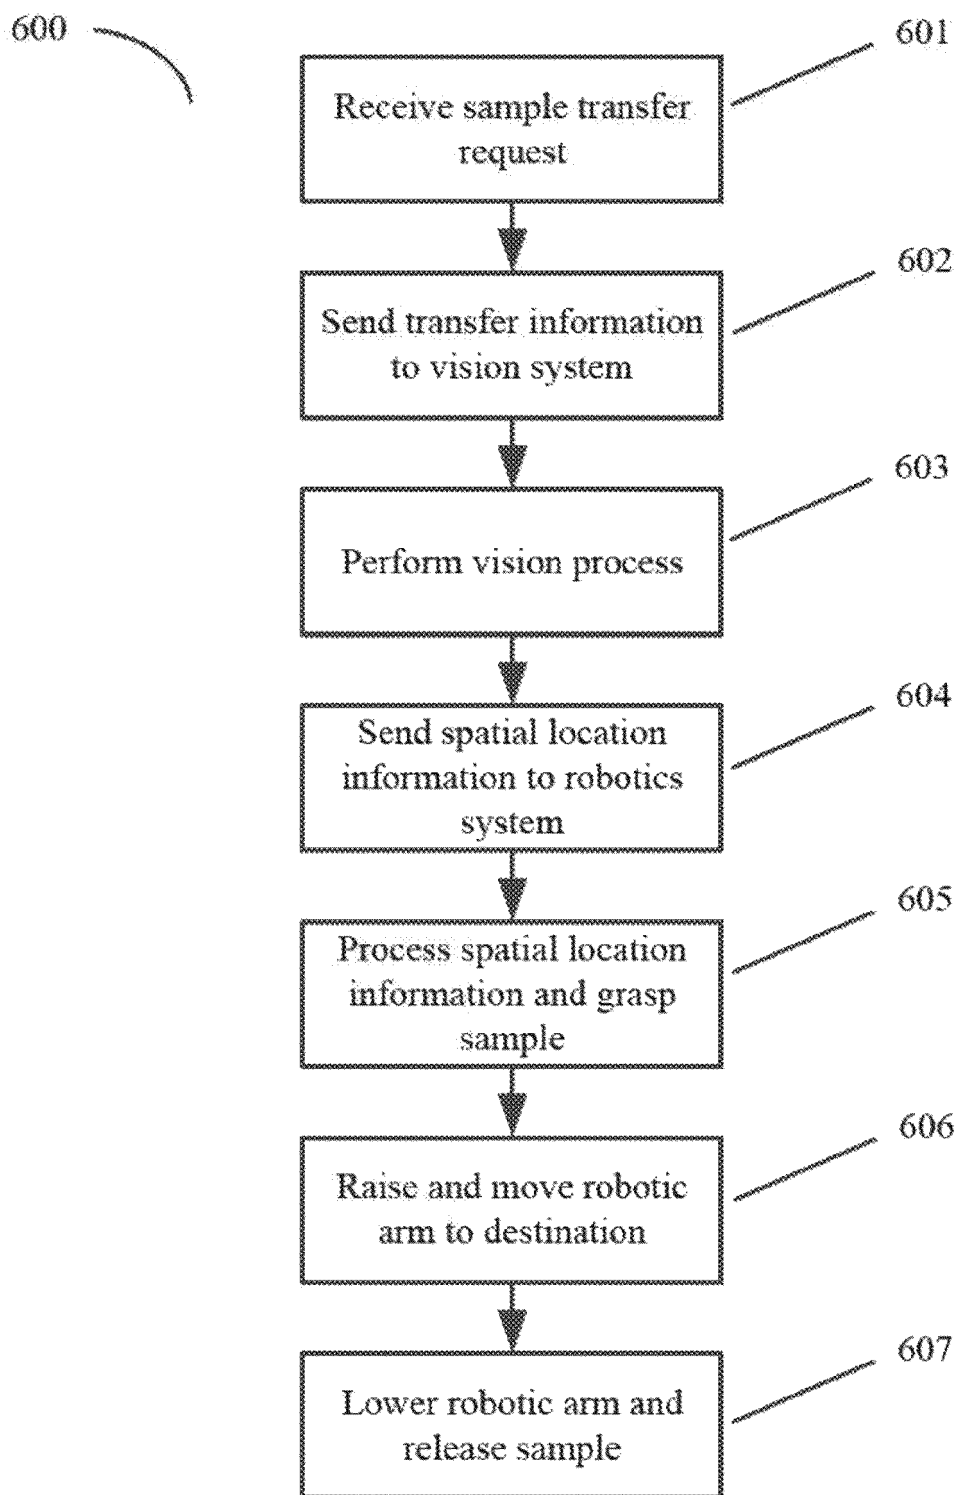 600
601
Receive sample transfer
request
602
Send transfer information
to vision system
603
Perform vision process
604
Send spatial location
information to robotics
system
605
Process spatial location
information and grasp
sample
606
Raise and move robotic
arm to destination
607
Lower robotic arm and
release sample